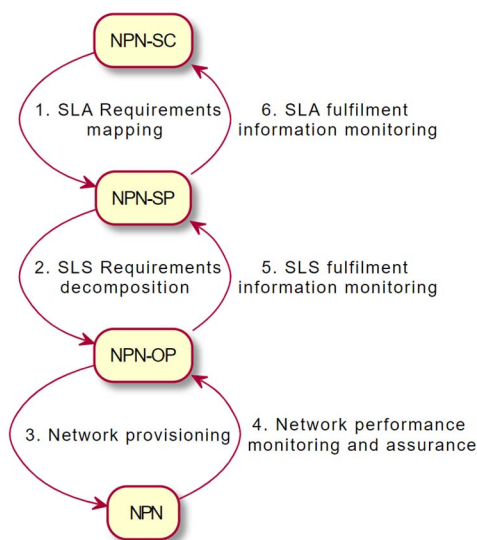 NPN-SC
1. SLA Requirements
mapping
6. SLA fulfilment
information monitoring
NPN-SP
2. SLS Requirements
decomposition
5. SLS fulfilment
information monitoring
NPN-OP
3. Network provisioning
4. Network performance
monitoring and assurance
NPN